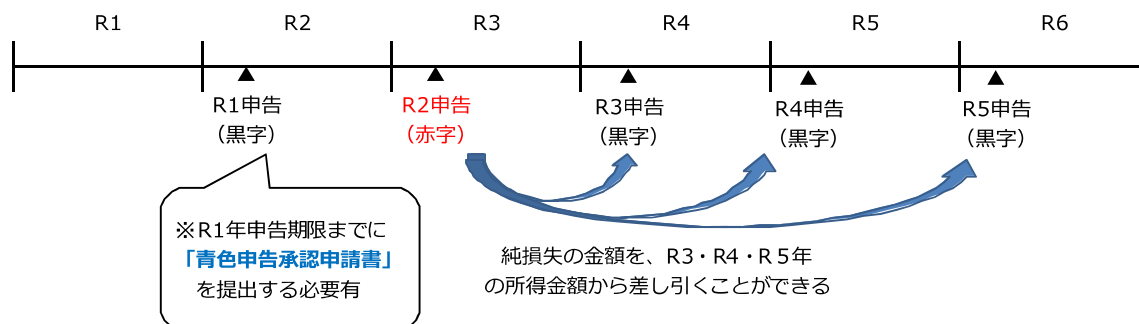 R1
R2
R3
R4
R5
R6
R1申告
（黒字）
R2申告
（赤字）
R3申告
（黒字）
R4申告
（黒字）
R5申告
（黒字）
※R1年申告期限までに
「青色申告承認申請書」
を提出する必要有
純損失の金額を、R3・R4・R５年
の所得金額から差し引くことができる